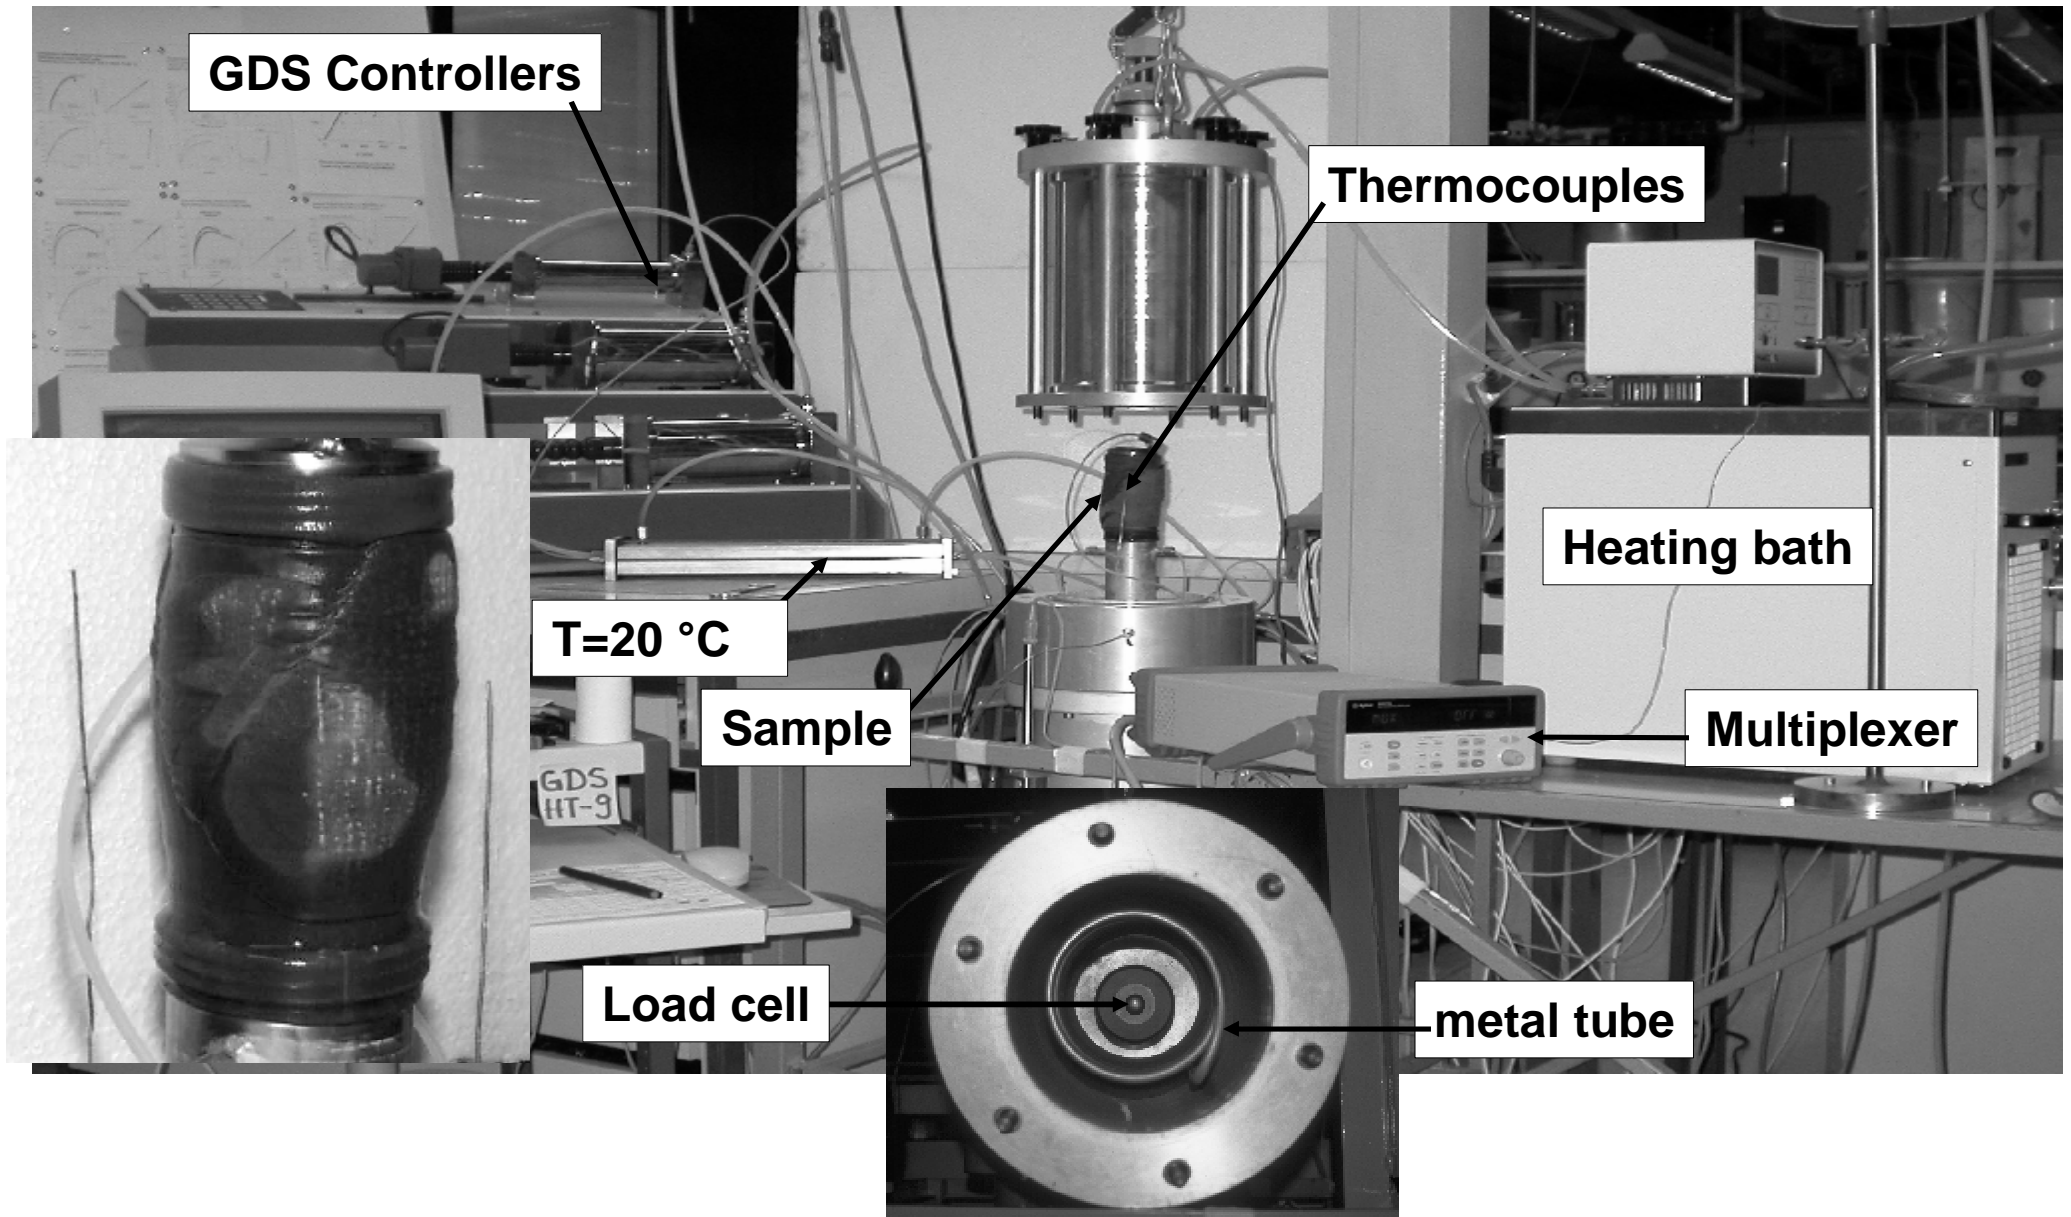 GDS Controllers
Thermocouples
Heating bath
T=20 °C
Sample
Multiplexer
GDS
HT-9
Load cell
metal tube